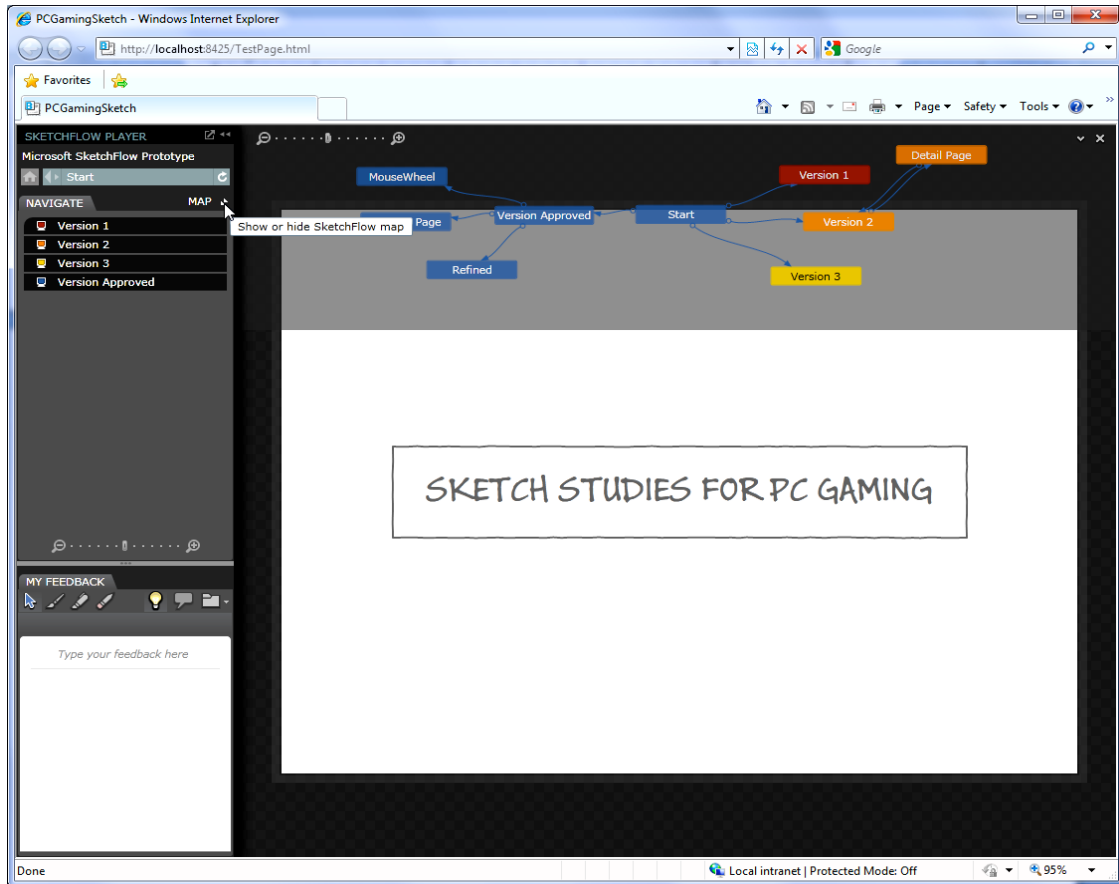 PCGamingSketch - Windows Internet Explorer
http://localhost:8425/TestPage.html
Google
Favorites
PCGamingSketch
Page
Safety
Tools
SKETCHFLOW PLAYER
Microsoft SketchFlow Prototype
Start
NAVIGATE
MAP
Show or hide SketchFlow map
Version 1
Version 2
Version 3
Version Approved
MouseWheel
Page
Version Approved
Refined
Start
Version 1
Detail Page
Version 2
Version 3
SKETCH STUDIES FOR PC GAMING
MY FEEDBACK
Type your feedback here
Done
Local intranet | Protected Mode: Off
95%